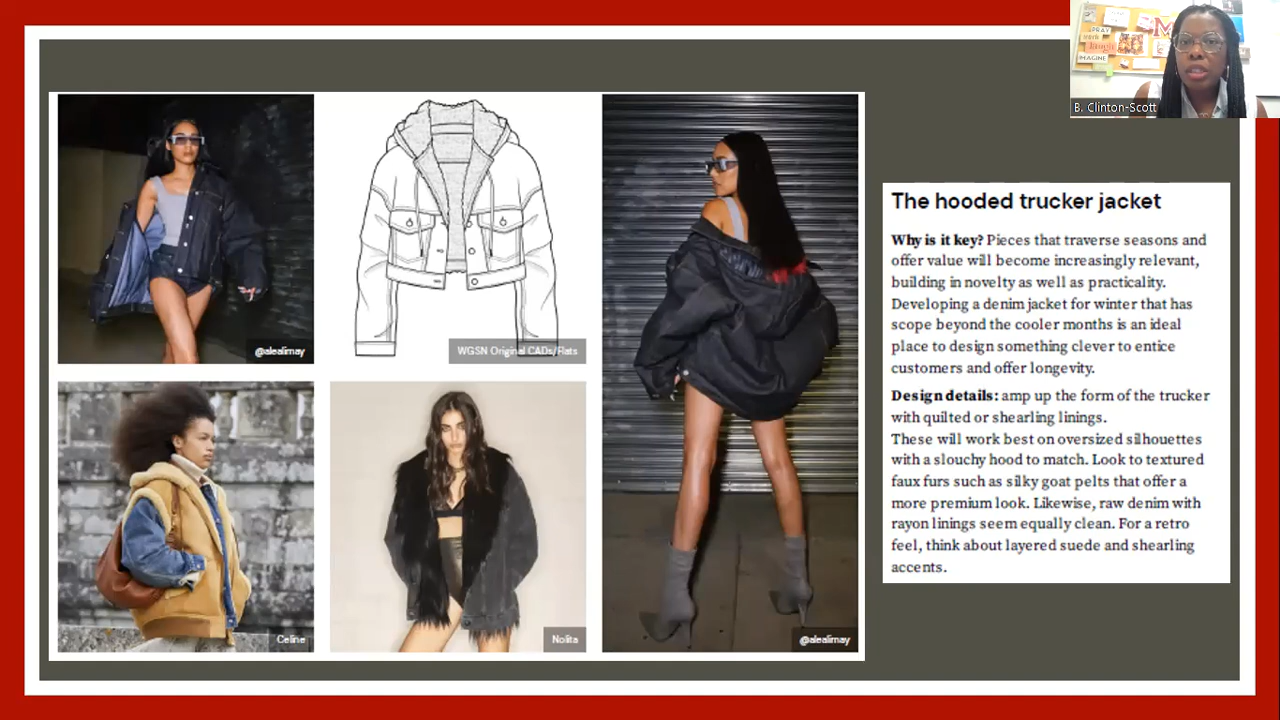 PRAY
IMAGINE
M
B. Clinton-Scott
@alealimay
WGSN Original CADs/Flats
@alealimay
Celine
Nolita
The hooded trucker jacket
Why is it key? Pieces that traverse seasons and
offer value will become increasingly relevant,
building in novelty as well as practicality.
Developing a denim jacket for winter that has
scope beyond the cooler months is an ideal
place to design something clever to entice
customers and offer longevity.
Design details: amp up the form of the trucker
with quilted or shearling linings.
These will work best on oversized silhouettes
with a slouchy hood to match. Look to textured
faux furs such as silky goat pelts that offer a
more premium look. Likewise, raw denim with
rayon linings seem equally clean. For a retro
feel, think about layered suede and shearling
accents.